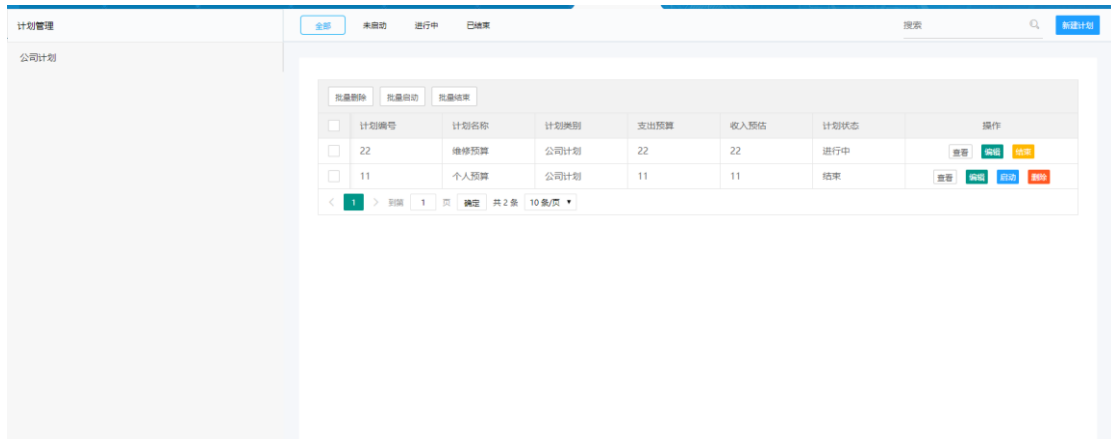 计划管理
全部 未启动 进行中 已结束 搜索 新建计划
公司计划
批量删除 批量启动 批量结束
计划编号 计划名称 计划类别 支出预算 收入预估 计划状态 操作
22 维修预算 公司计划 22 22 进行中 查看 编辑 结束
11 个人预算 公司计划 11 11 结束 查看 编辑 启动 删除
< 1 > 到第 1 页 确定 共 2 条 10 条/页